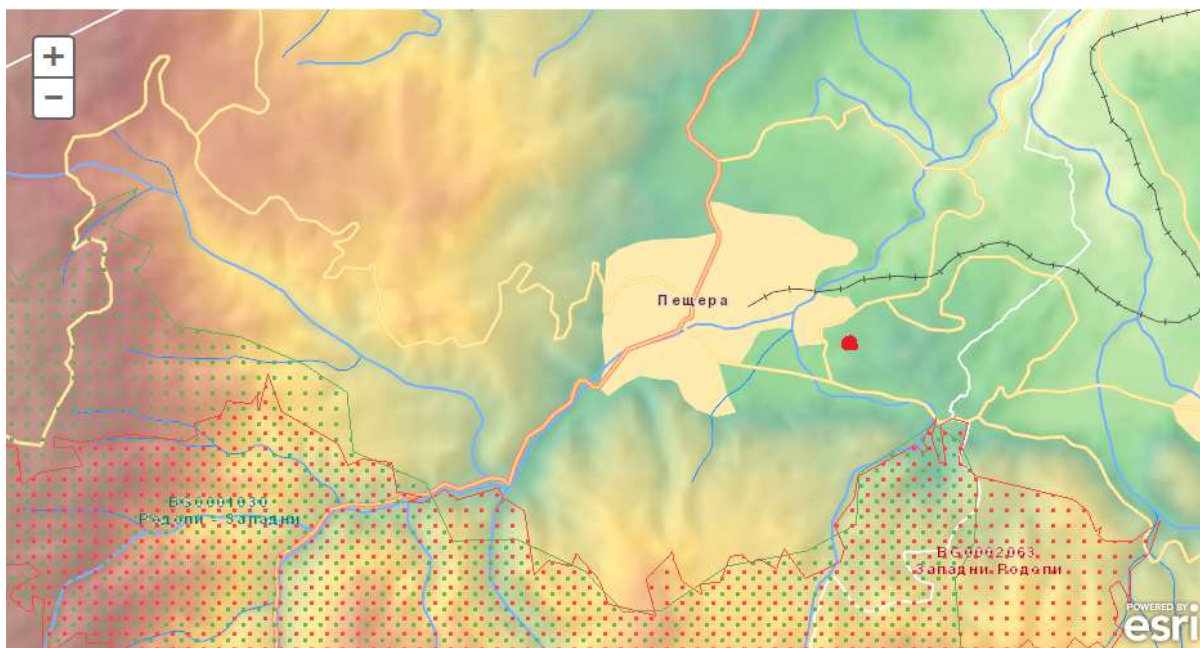 +
−
Пещера
BG0001030
Родопи - Западни
BG0002063
Западни Родопи
POWERED BY
esri